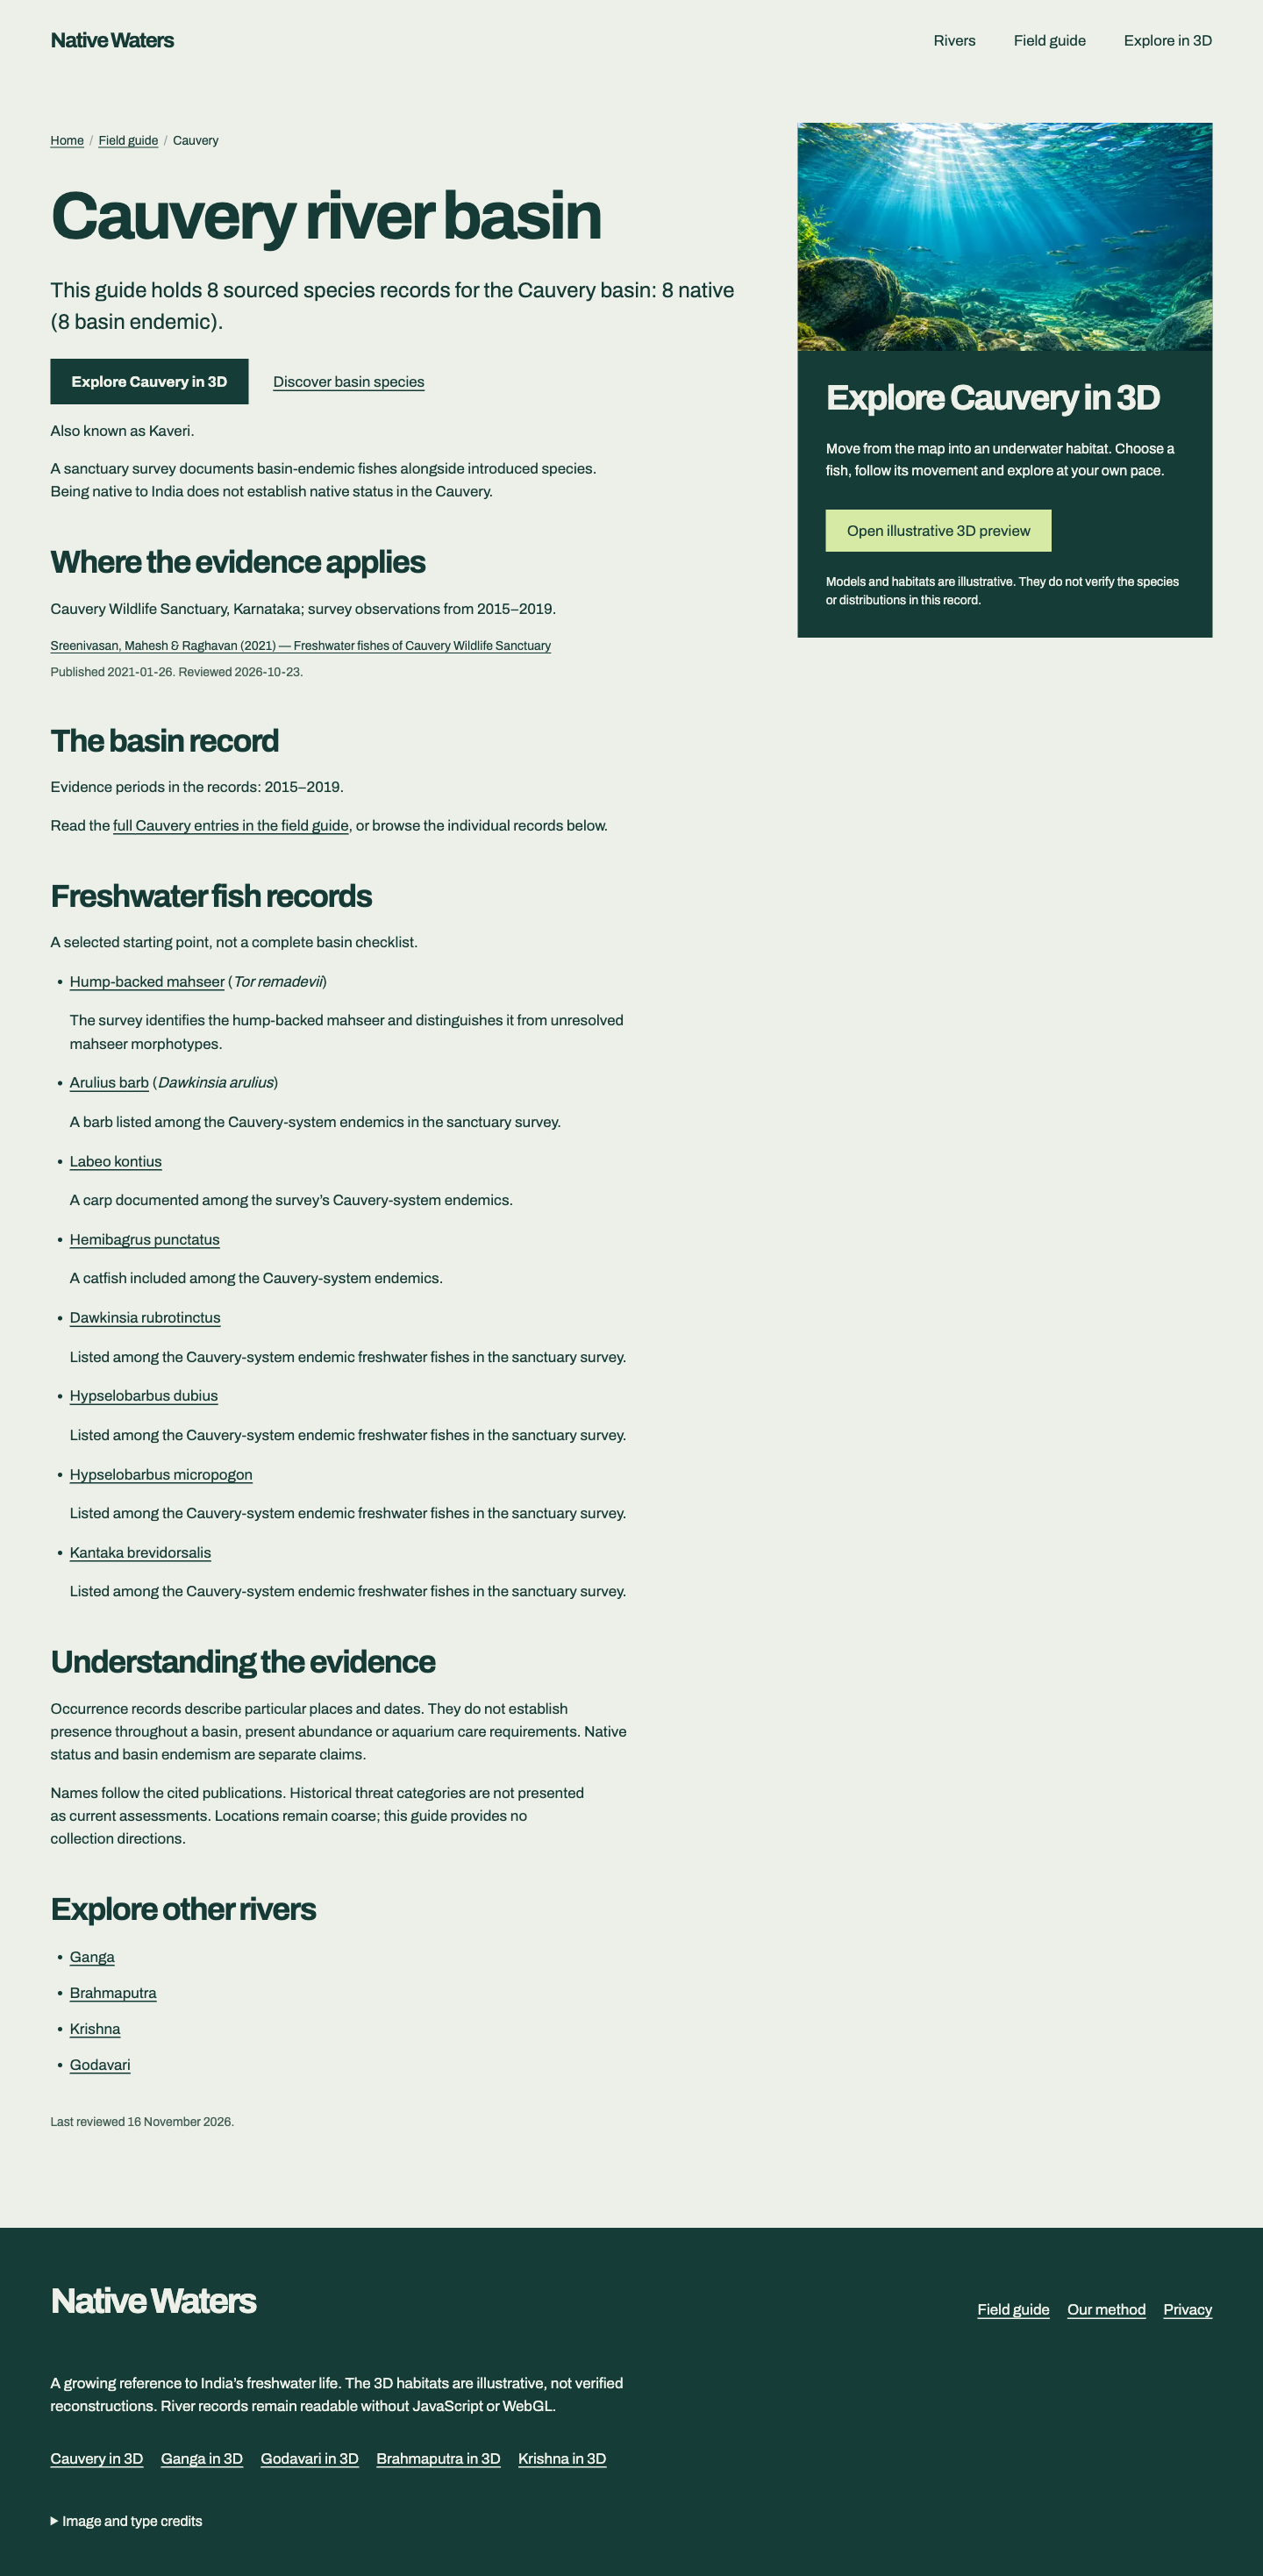 Native Waters
Rivers
Field guide
Explore in 3D
Home / Field guide / Cauvery
Cauvery river basin
This guide holds 8 sourced species records for the Cauvery basin: 8 native
(8 basin endemic).
Explore Cauvery in 3D
Discover basin species
Also known as Kaveri.
A sanctuary survey documents basin-endemic fishes alongside introduced species.
Being native to India does not establish native status in the Cauvery.
Explore Cauvery in 3D
Move from the map into an underwater habitat. Choose a
fish, follow its movement and explore at your own pace.
Open illustrative 3D preview
Models and habitats are illustrative. They do not verify the species
or distributions in this record.
Where the evidence applies
Cauvery Wildlife Sanctuary, Karnataka; survey observations from 2015–2019.
Sreenivasan, Mahesh & Raghavan (2021) — Freshwater fishes of Cauvery Wildlife Sanctuary
Published 2021-01-26. Reviewed 2026-10-23.
The basin record
Evidence periods in the records: 2015–2019.
Read the full Cauvery entries in the field guide, or browse the individual records below.
Freshwater fish records
A selected starting point, not a complete basin checklist.
• Hump-backed mahseer (Tor remadevii)
The survey identifies the hump-backed mahseer and distinguishes it from unresolved
mahseer morphotypes.
• Arulius barb (Dawkinsia arulius)
A barb listed among the Cauvery-system endemics in the sanctuary survey.
• Labeo kontius
A carp documented among the survey’s Cauvery-system endemics.
• Hemibagrus punctatus
A catfish included among the Cauvery-system endemics.
• Dawkinsia rubrotinctus
Listed among the Cauvery-system endemic freshwater fishes in the sanctuary survey.
• Hypselobarbus dubius
Listed among the Cauvery-system endemic freshwater fishes in the sanctuary survey.
• Hypselobarbus micropogon
Listed among the Cauvery-system endemic freshwater fishes in the sanctuary survey.
• Kantaka brevidorsalis
Listed among the Cauvery-system endemic freshwater fishes in the sanctuary survey.
Understanding the evidence
Occurrence records describe particular places and dates. They do not establish
presence throughout a basin, present abundance or aquarium care requirements. Native
status and basin endemism are separate claims.
Names follow the cited publications. Historical threat categories are not presented
as current assessments. Locations remain coarse; this guide provides no
collection directions.
Explore other rivers
• Ganga
• Brahmaputra
• Krishna
• Godavari
Last reviewed 16 November 2026.
Native Waters
Field guide
Our method
Privacy
A growing reference to India’s freshwater life. The 3D habitats are illustrative, not verified
reconstructions. River records remain readable without JavaScript or WebGL.
Cauvery in 3D
Ganga in 3D
Godavari in 3D
Brahmaputra in 3D
Krishna in 3D
Image and type credits